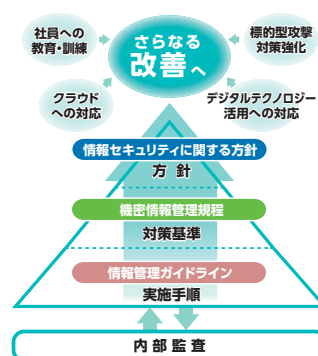 社員への
教育・訓練
さらなる
改善へ
標的型攻撃
対策強化
クラウド
への対応
デジタルテクノロジー
活用への対応
情報セキュリティに関する方針
方 針
機密情報管理規程
対策基準
情報管理ガイドライン
実施手順
内部監査